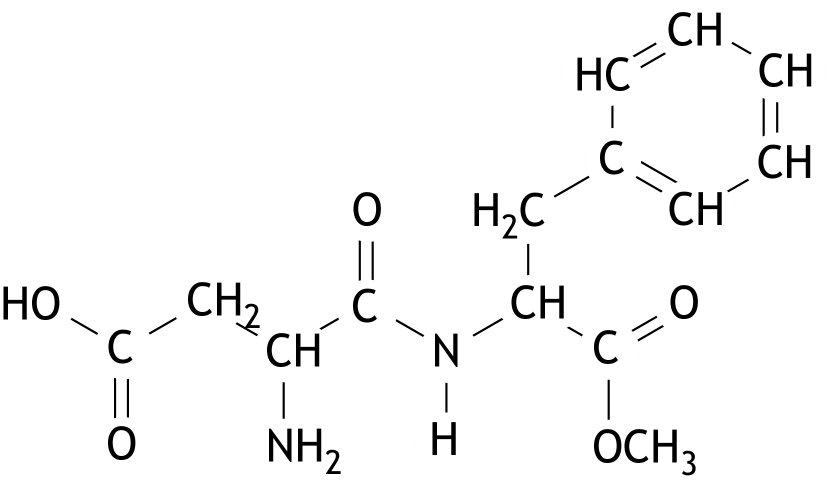 CH
HC CH
C CH
O H₂C CH
HO CH₂ C CH O
C CH N C
O NH₂ H OCH₃